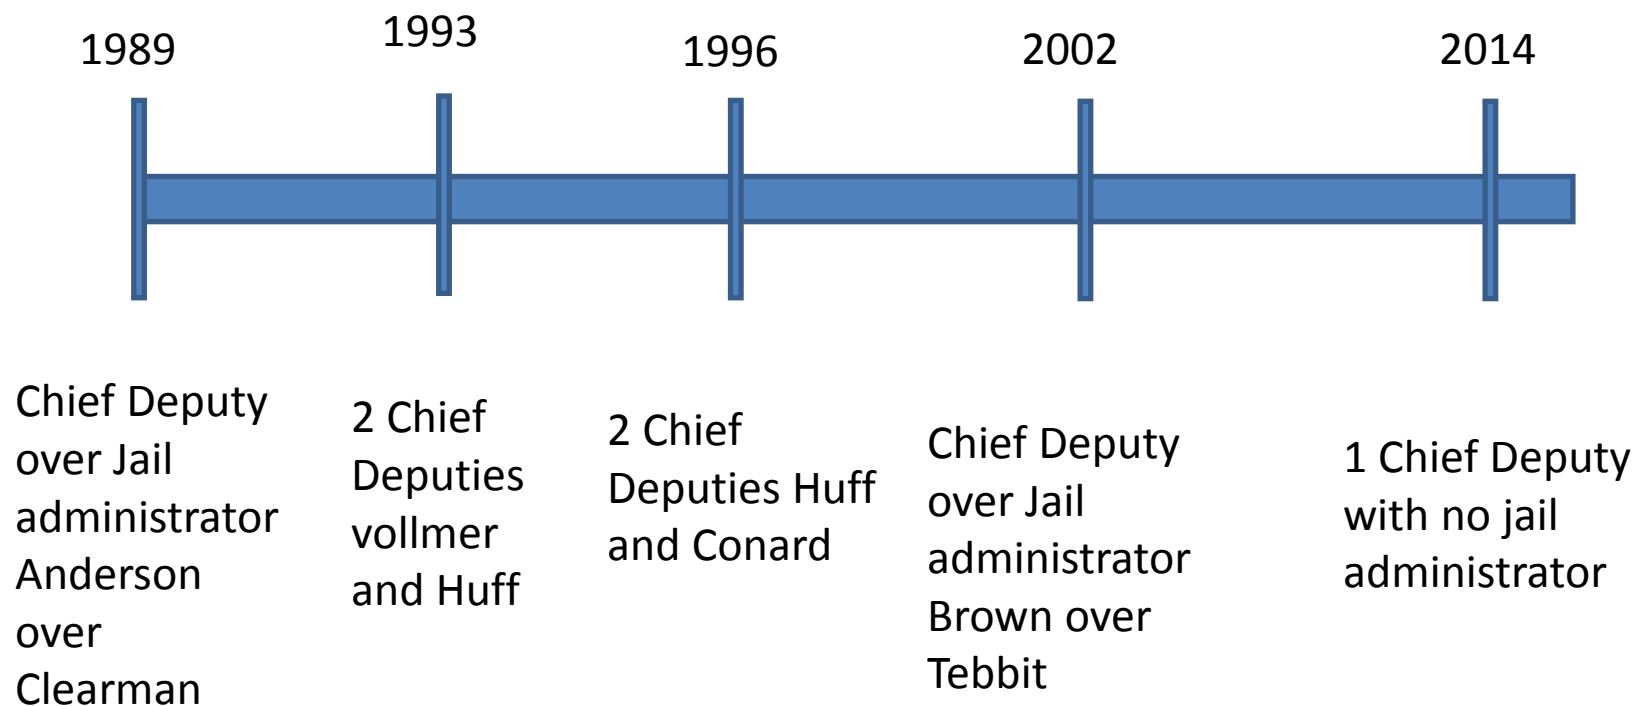 1989
1993
1996
2002
2014
Chief Deputy
over Jail
administrator
Anderson
over
Clearman
2 Chief
Deputies
vollmer
and Huff
2 Chief
Deputies Huff
and Conard
Chief Deputy
over Jail
administrator
Brown over
Tebbit
1 Chief Deputy
with no jail
administrator